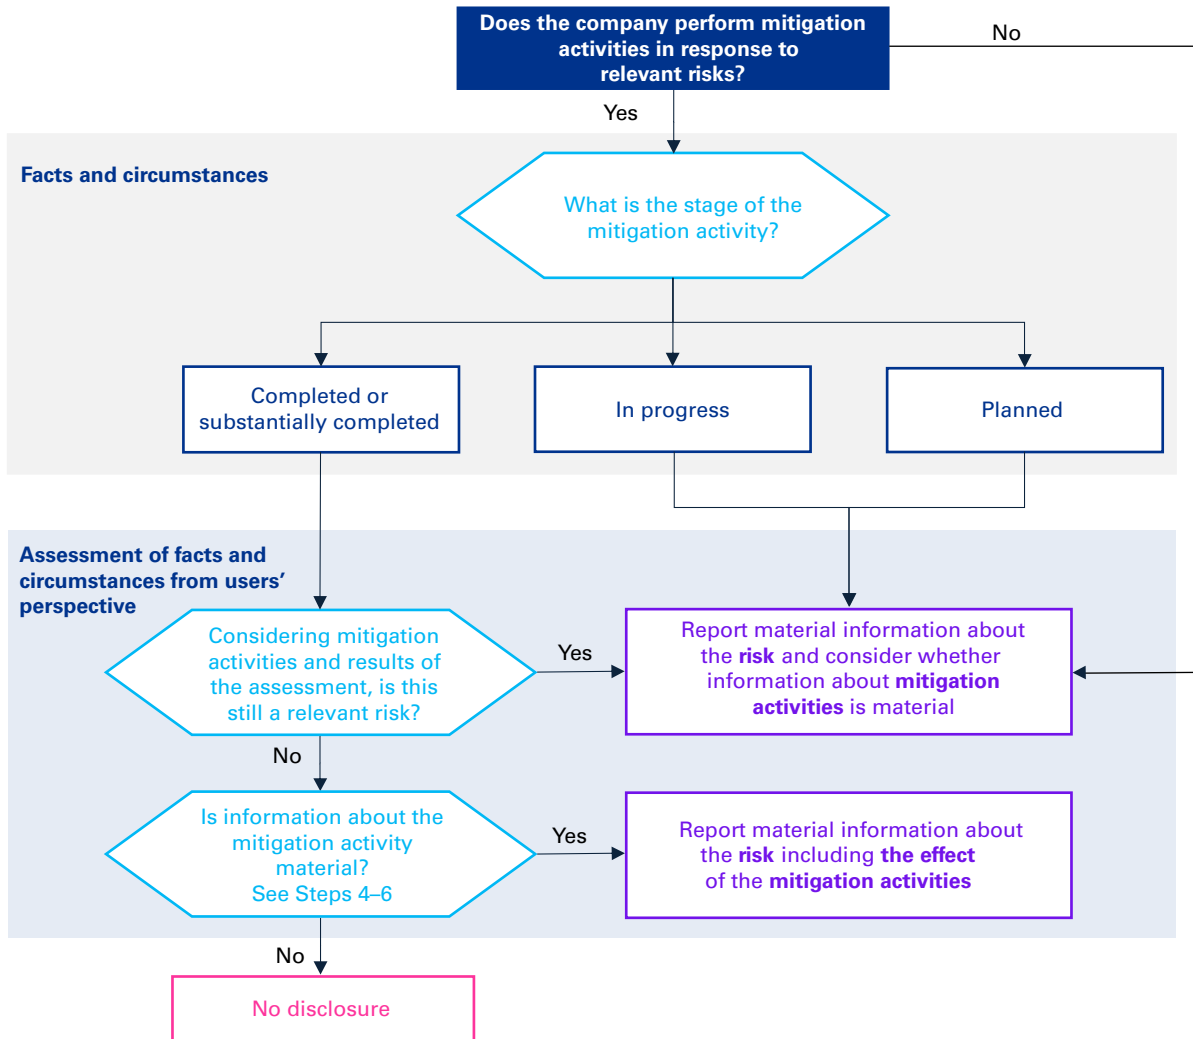 Does the company perform mitigation
activities in response to
relevant risks?
No
Yes
Facts and circumstances
What is the stage of the
mitigation activity?
Completed or
substantially completed
In progress
Planned
Assessment of facts and
circumstances from users’
perspective
Considering mitigation
activities and results of
the assessment, is this
still a relevant risk?
Yes
Report material information about
the risk and consider whether
information about mitigation
activities is material
No
Is information about the
mitigation activity
material?
See Steps 4–6
Yes
Report material information about
the risk including the effect
of the mitigation activities
No
No disclosure